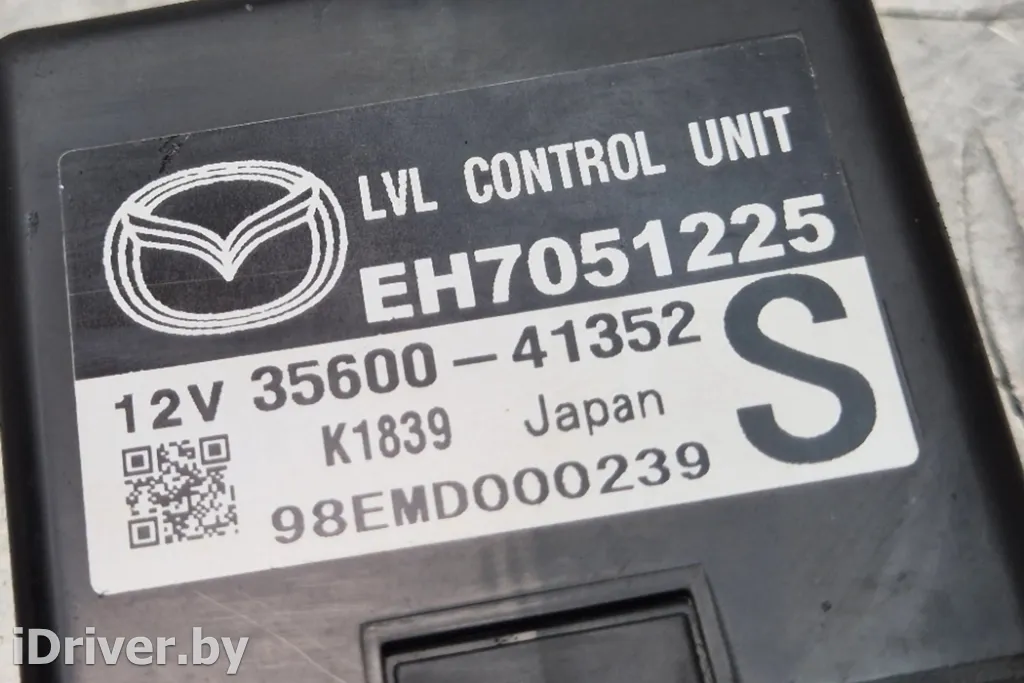 LVL CONTROL UNIT
EH7051225
12V 35600-41352
K1839 Japan
S
98EMD000239
iDriver.by